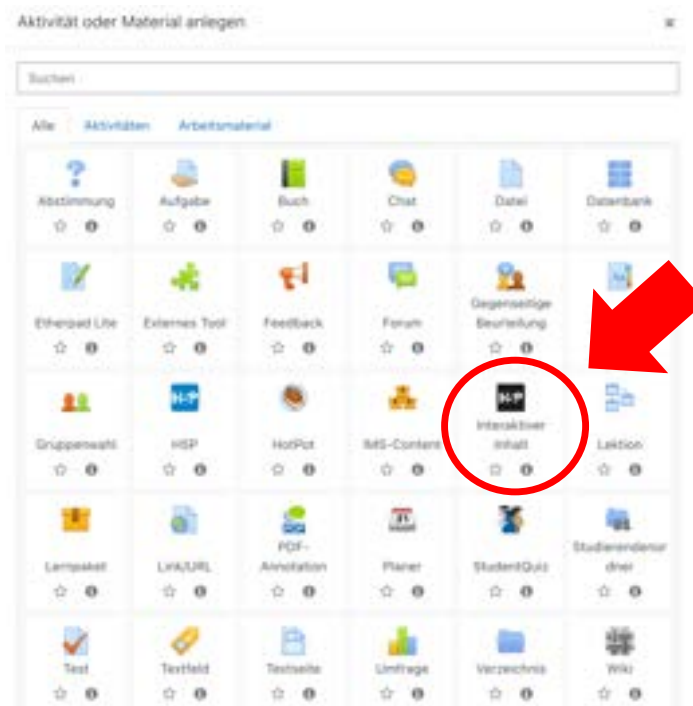 Aktivität oder Material anlegen
Suchen
Alle Aktivitäten Arbeitsmaterial
Abstimmung Aufgabe Buch Chat Datei Datenbank
Gegenseitige
Etherpad Lite Externes Tool Feedback Forum Beurteilung
H-P H-P
Interaktiver
Gruppenwahl H5P HotPot IMS-Content Inhalt Lektion
31
PDF- Studierendenor
Lernpaket Link/URL Annotation Planer StudentQuiz dner
Test Textfeld Textseite Umfrage Verzeichnis Wiki